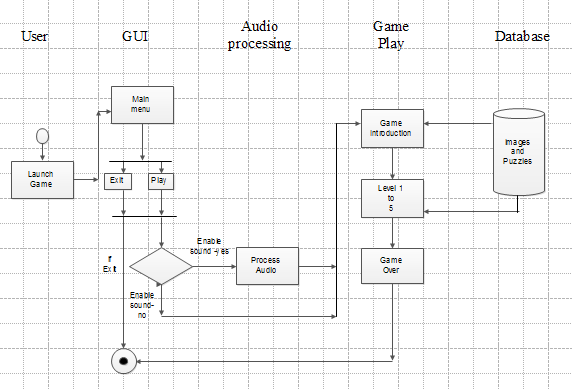 User
GUI
Audio
processing
Game
Play
Database
Main
menu
Game
Introduction
Images
and
Puzzles
Launch
Game
Exit
Play
Level 1
to
5
Enable
sound -yes
If
Exit
Process
Audio
Game
Over
Enable
sound-
no